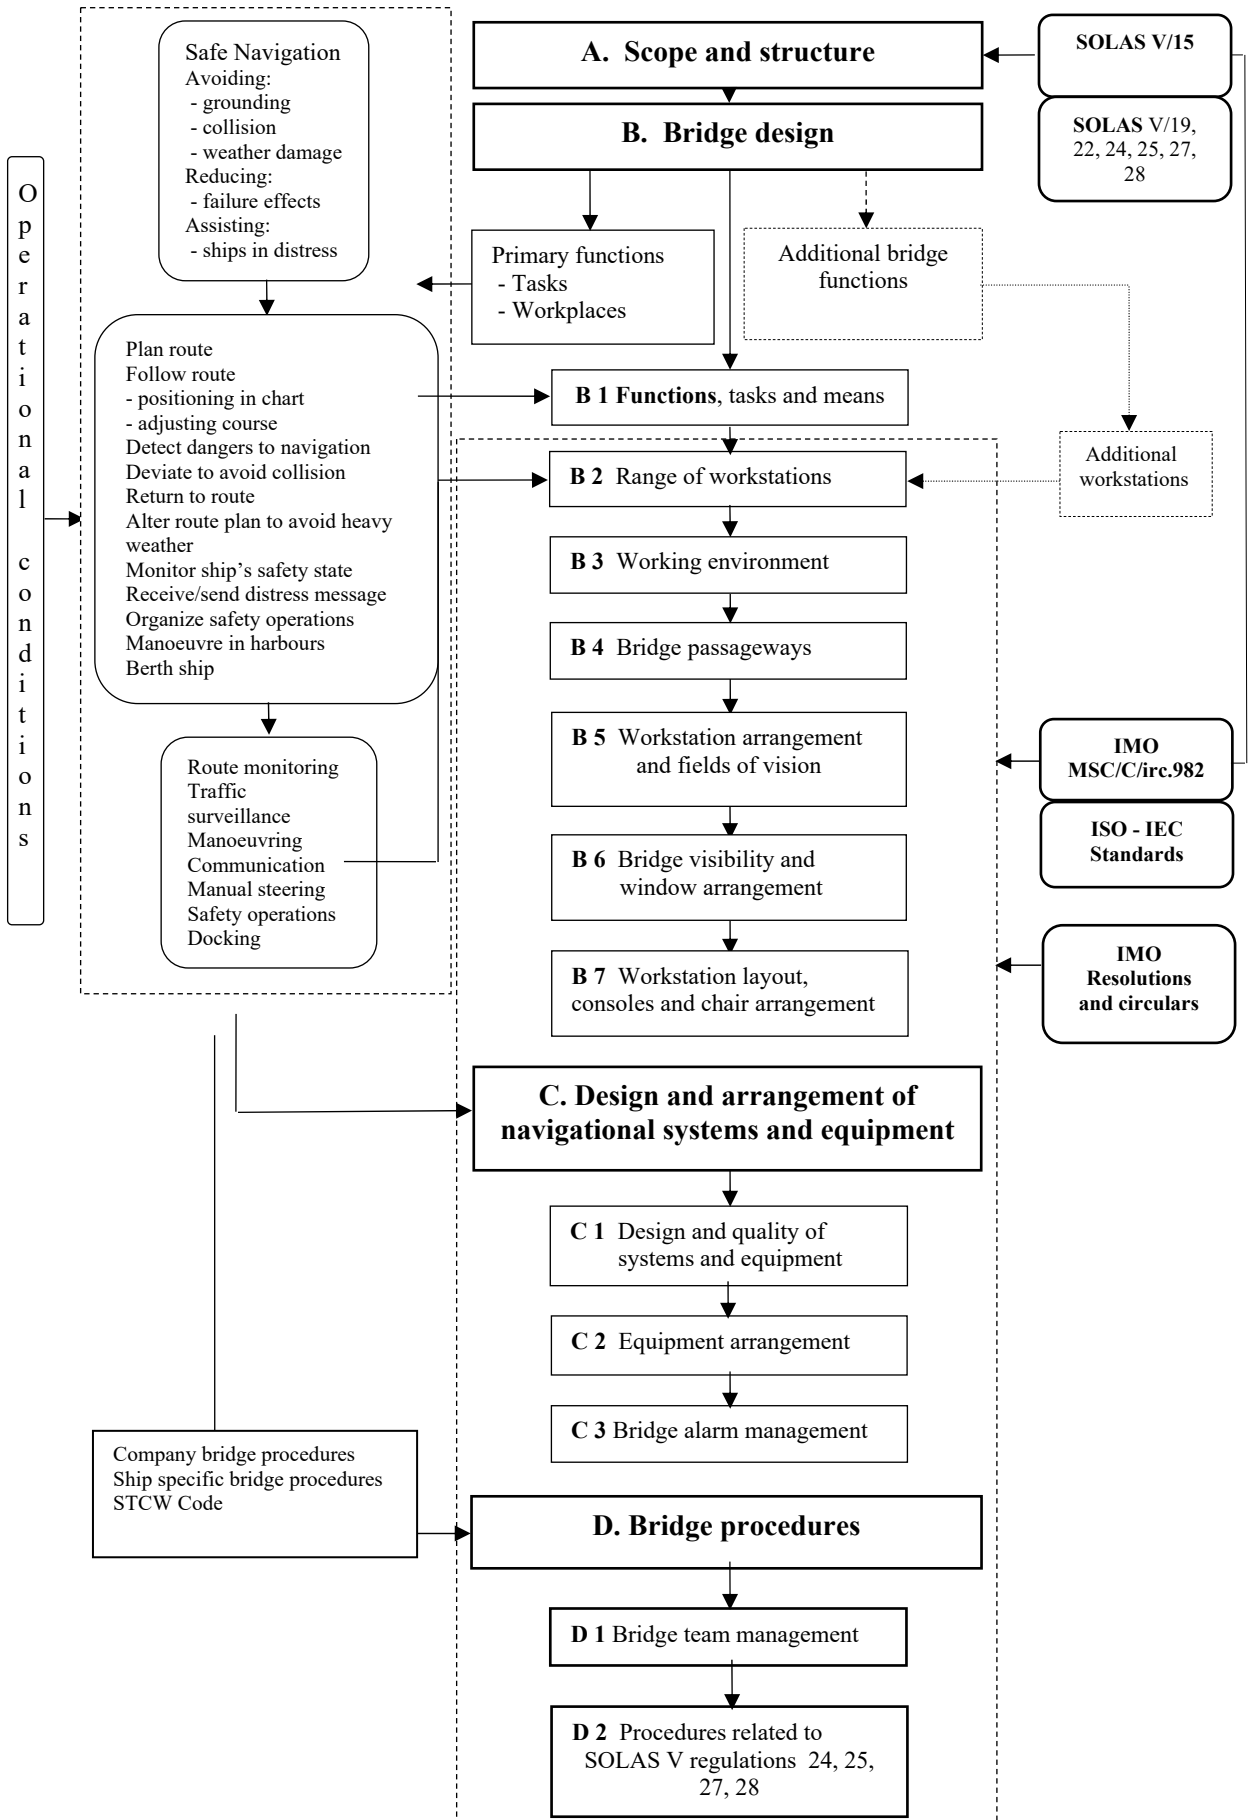 Operational conditions
Safe Navigation
Avoiding:
- grounding
- collision
- weather damage
Reducing:
- failure effects
Assisting:
- ships in distress
Plan route
Follow route
- positioning in chart
- adjusting course
Detect dangers to navigation
Deviate to avoid collision
Return to route
Alter route plan to avoid heavy
weather
Monitor ship's safety state
Receive/send distress message
Organize safety operations
Manoeuvre in harbours
Berth ship
Route monitoring
Traffic
surveillance
Manoeuvring
Communication
Manual steering
Safety operations
Docking
Company bridge procedures
Ship specific bridge procedures
STCW Code
A. Scope and structure
B. Bridge design
Primary functions
- Tasks
- Workplaces
Additional bridge
functions
B 1 Functions, tasks and means
B 2 Range of workstations
Additional
workstations
B 3 Working environment
B 4 Bridge passageways
B 5 Workstation arrangement
and fields of vision
B 6 Bridge visibility and
window arrangement
B 7 Workstation layout,
consoles and chair arrangement
C. Design and arrangement of
navigational systems and equipment
C 1 Design and quality of
systems and equipment
C 2 Equipment arrangement
C 3 Bridge alarm management
D. Bridge procedures
D 1 Bridge team management
D 2 Procedures related to
SOLAS V regulations 24, 25,
27, 28
SOLAS V/15
SOLAS V/19,
22, 24, 25, 27,
28
IMO
MSC/C/irc.982
ISO - IEC
Standards
IMO
Resolutions
and circulars